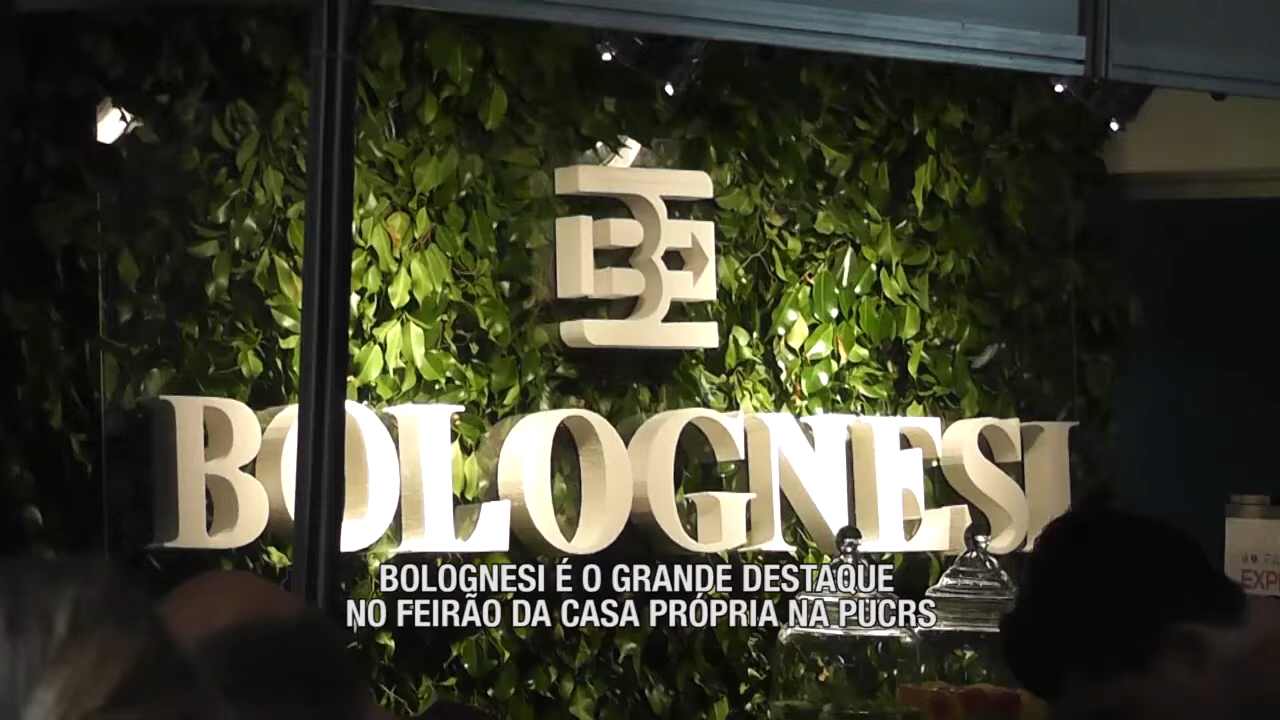 BOLOGNESI
BOLOGNESI É O GRANDE DESTAQUE
NO FEIRÃO DA CASA PRÓPRIA NA PUCRS